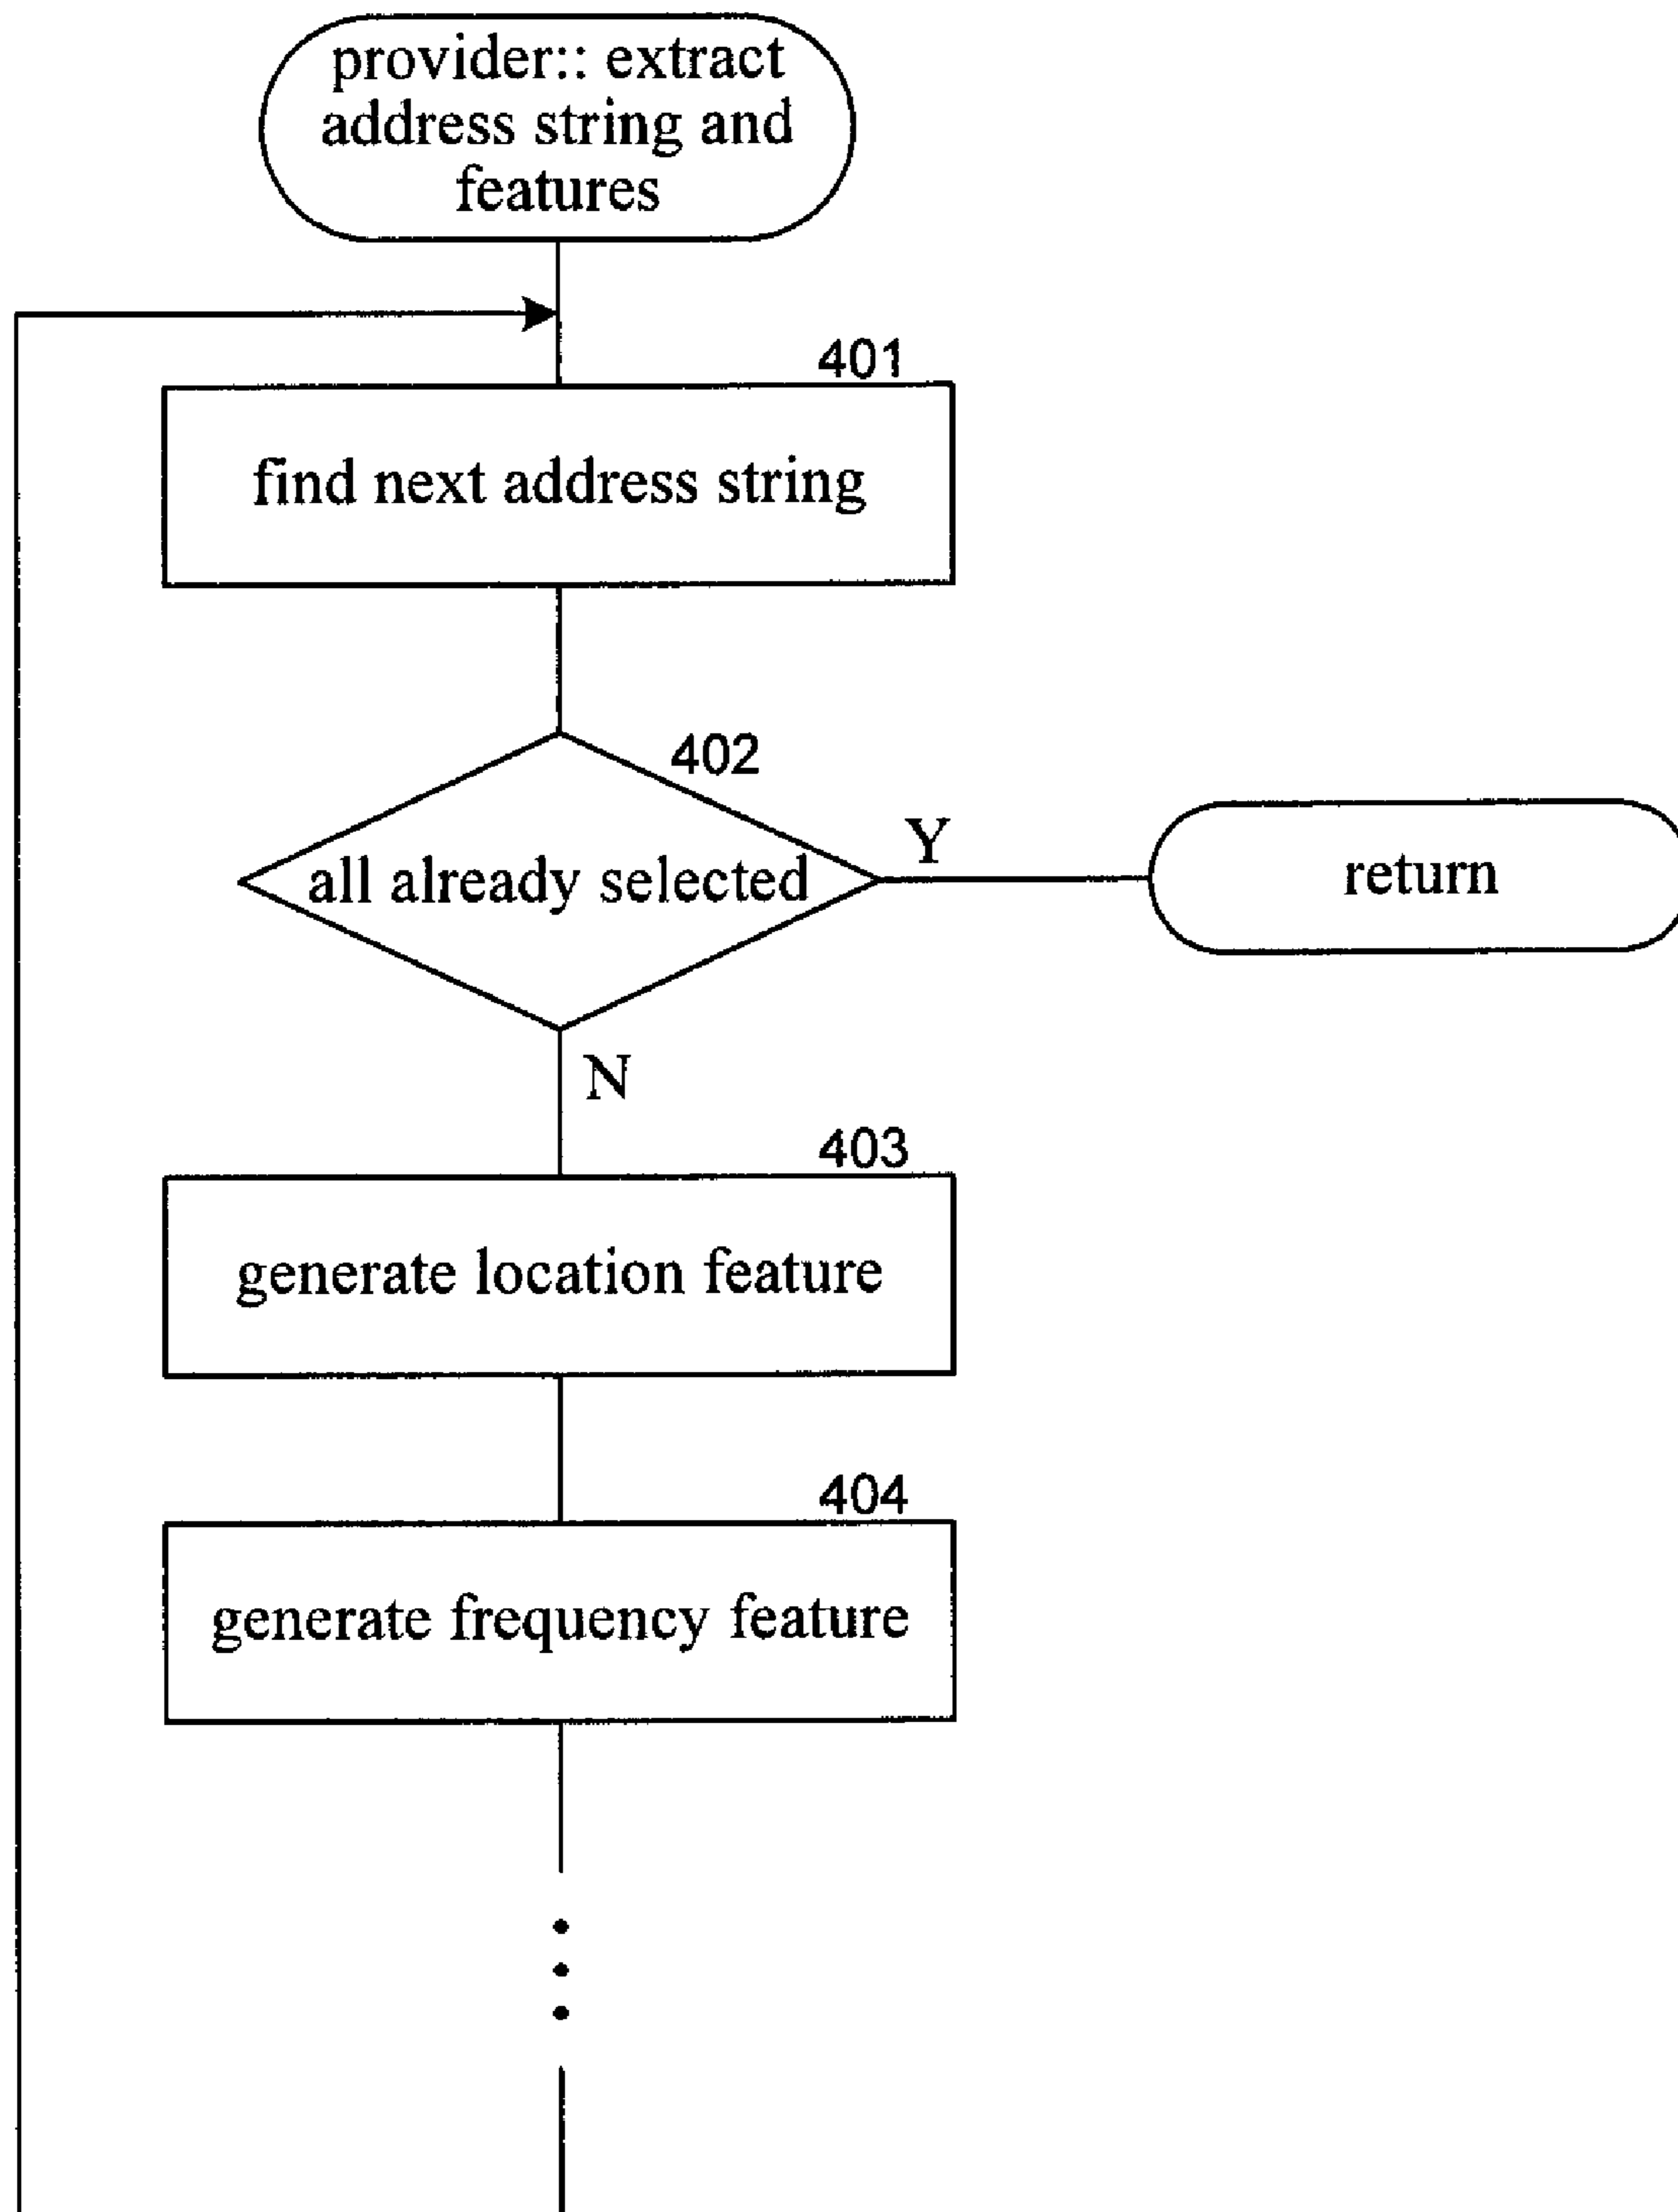 provider:: extract
address string and
features
401
find next address string
402
all already selected
Y
return
N
403
generate location feature
404
generate frequency feature